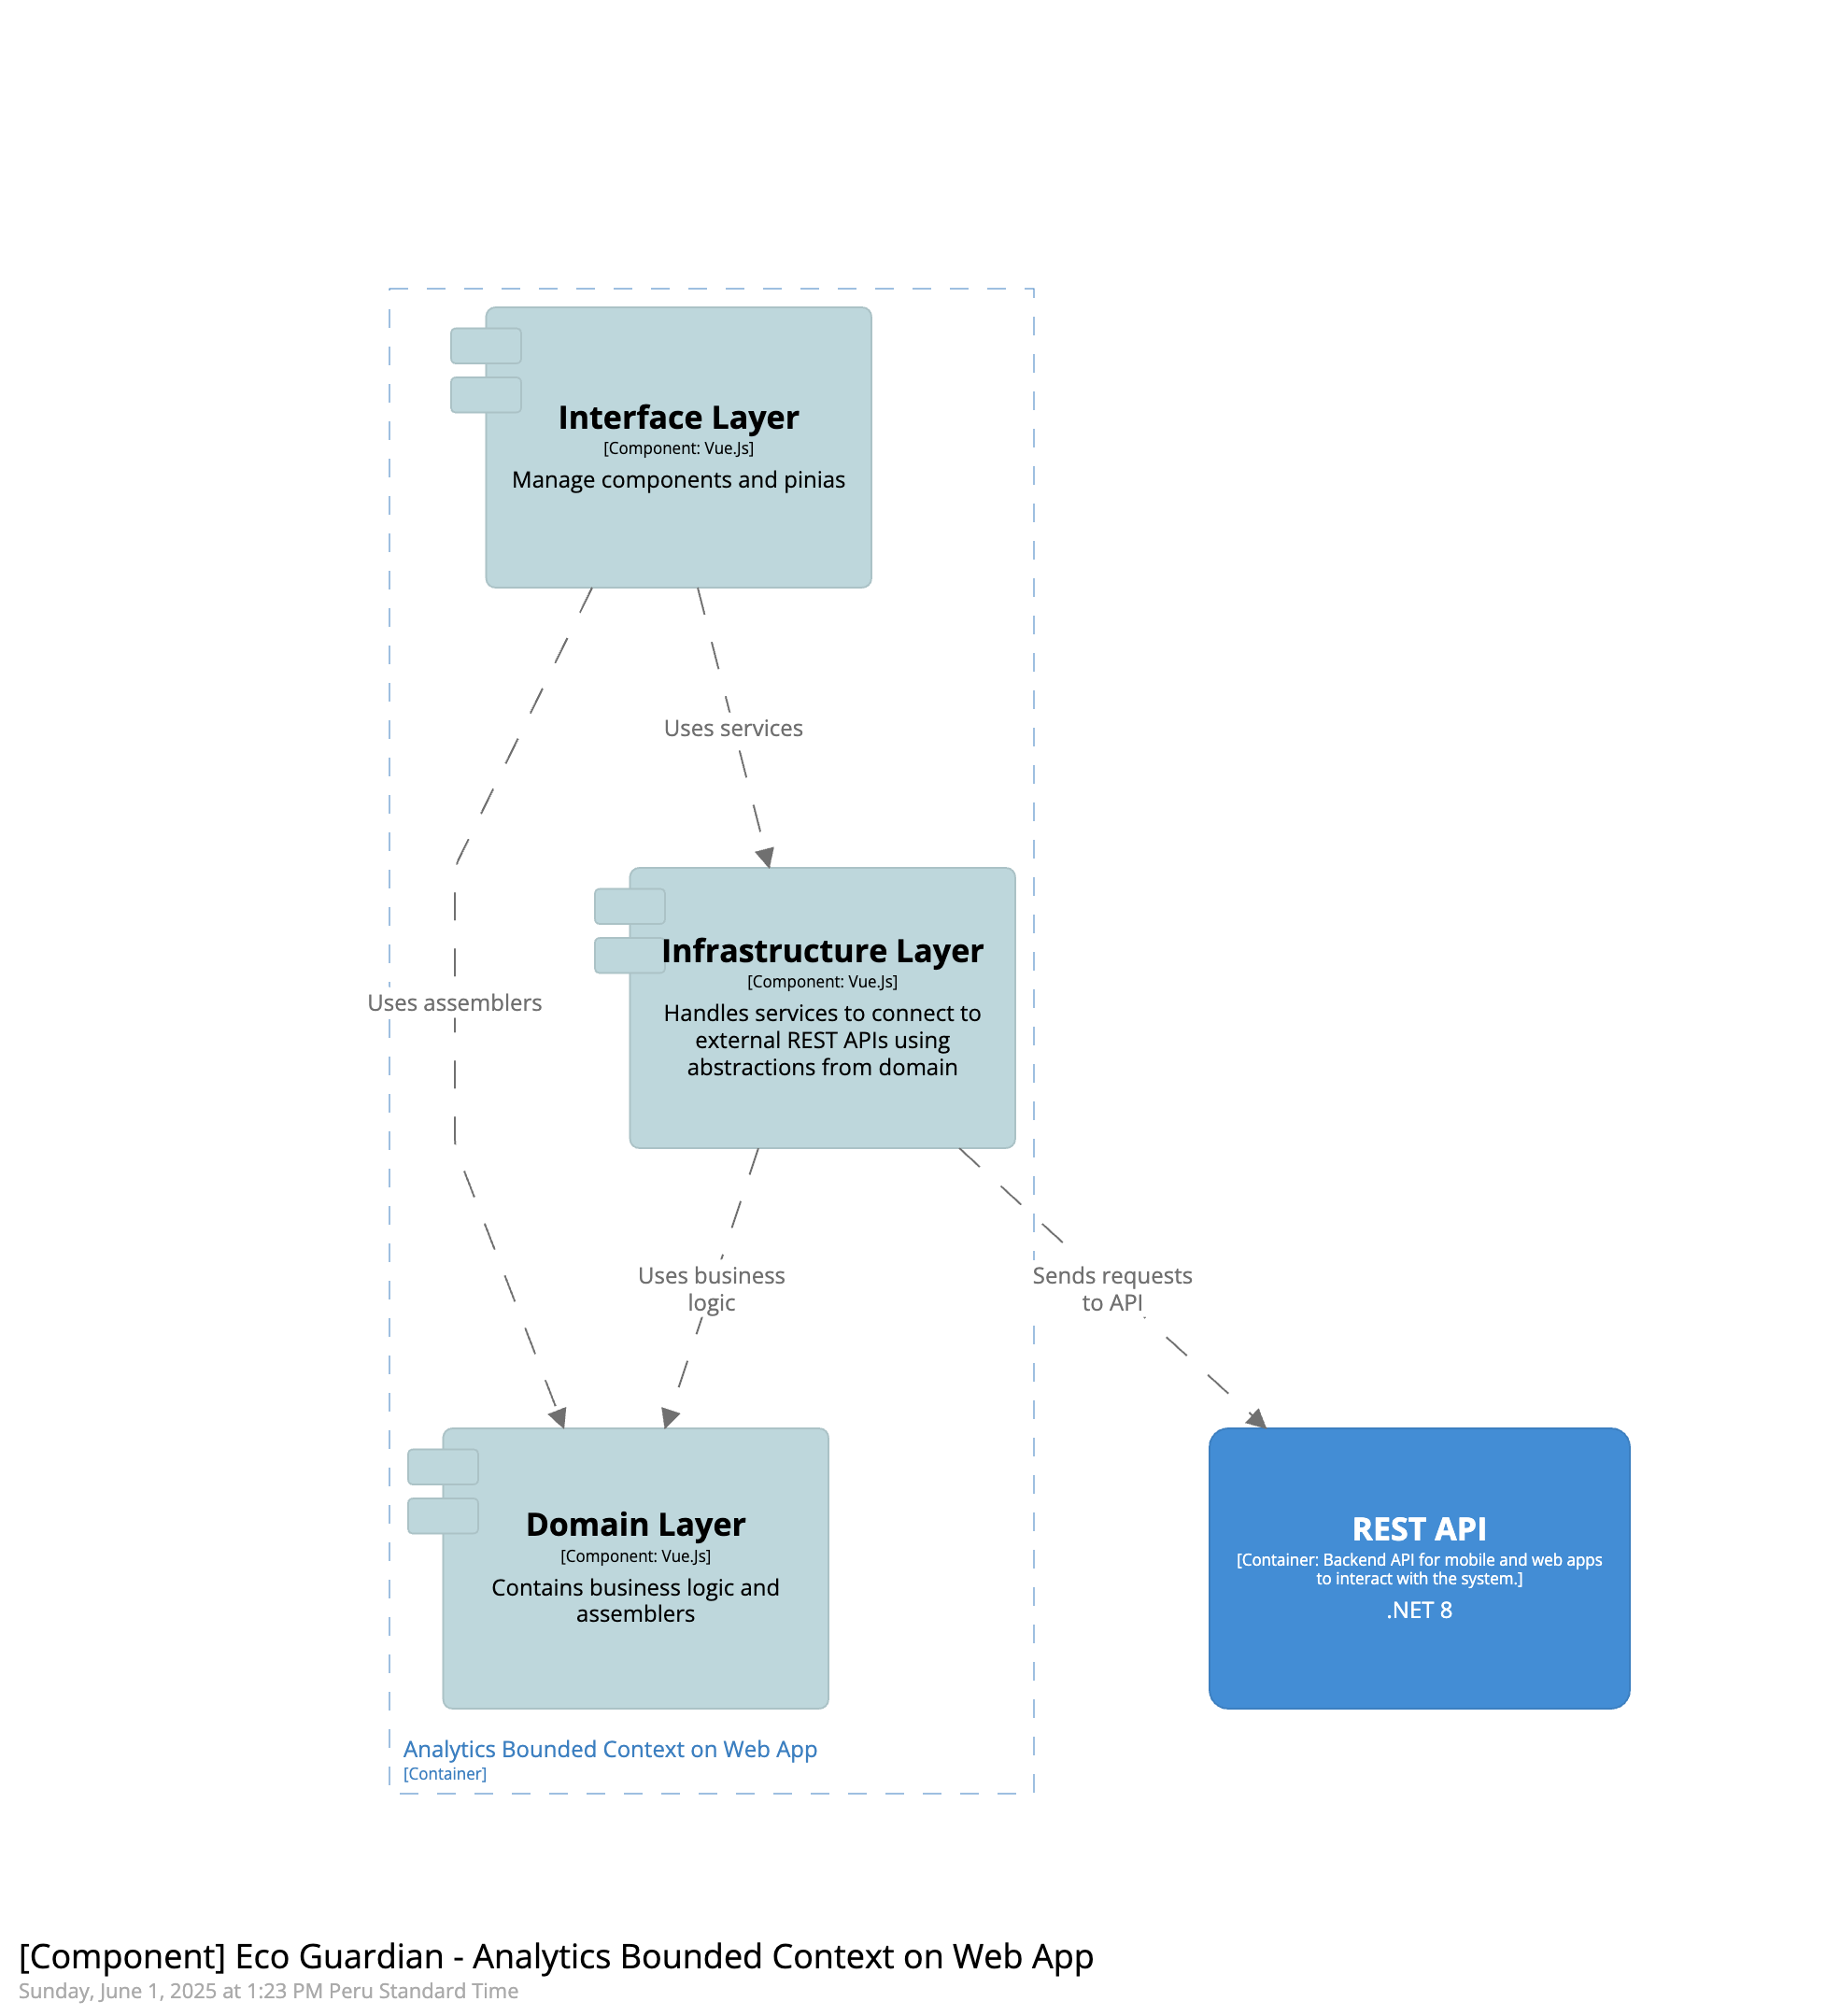 Interface Layer
[Component: Vue.Js]
Manage components and pinias
Uses services
Infrastructure Layer
[Component: Vue.Js]
Handles services to connect to
external REST APIs using
abstractions from domain
Uses assemblers
Uses business
logic
Sends requests
to API
Domain Layer
[Component: Vue.Js]
Contains business logic and
assemblers
REST API
[Container: Backend API for mobile and web apps
to interact with the system.]
.NET 8
Analytics Bounded Context on Web App
[Container]
[Component] Eco Guardian - Analytics Bounded Context on Web App
Sunday, June 1, 2025 at 1:23 PM Peru Standard Time